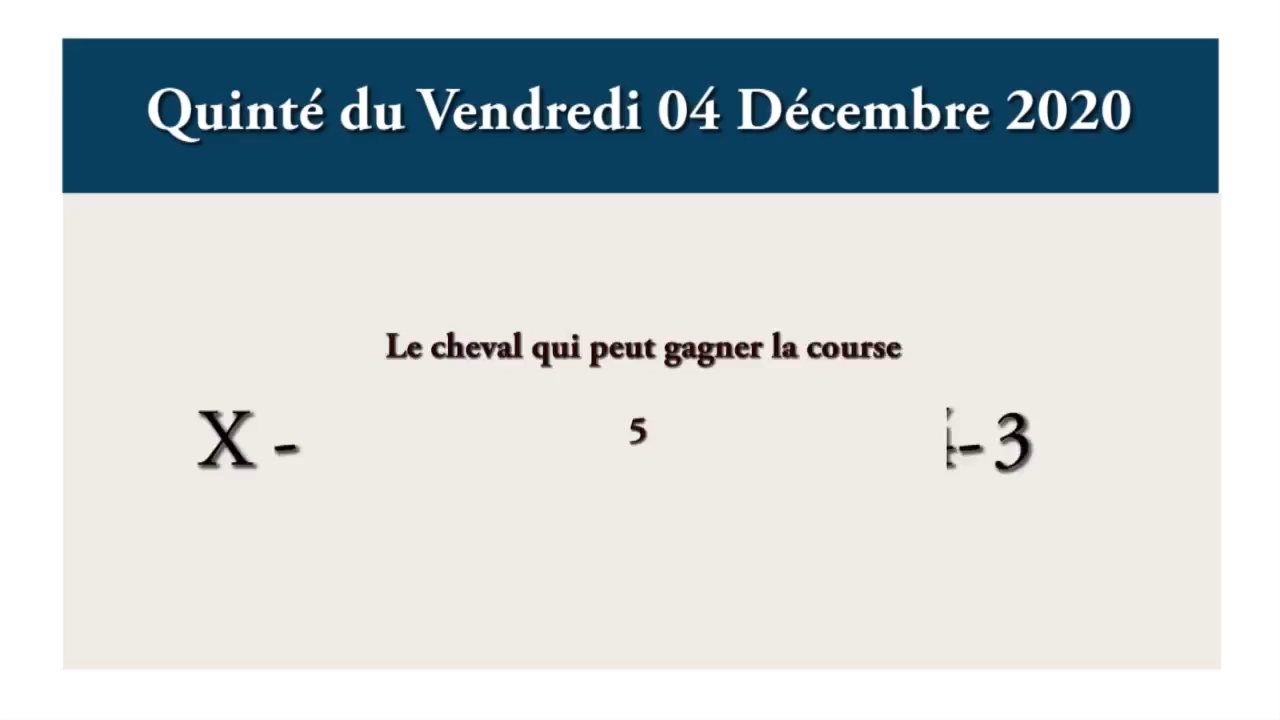 Quinté du Vendredi 04 Décembre 2020
Le cheval qui peut gagner la course
X - 5 -3